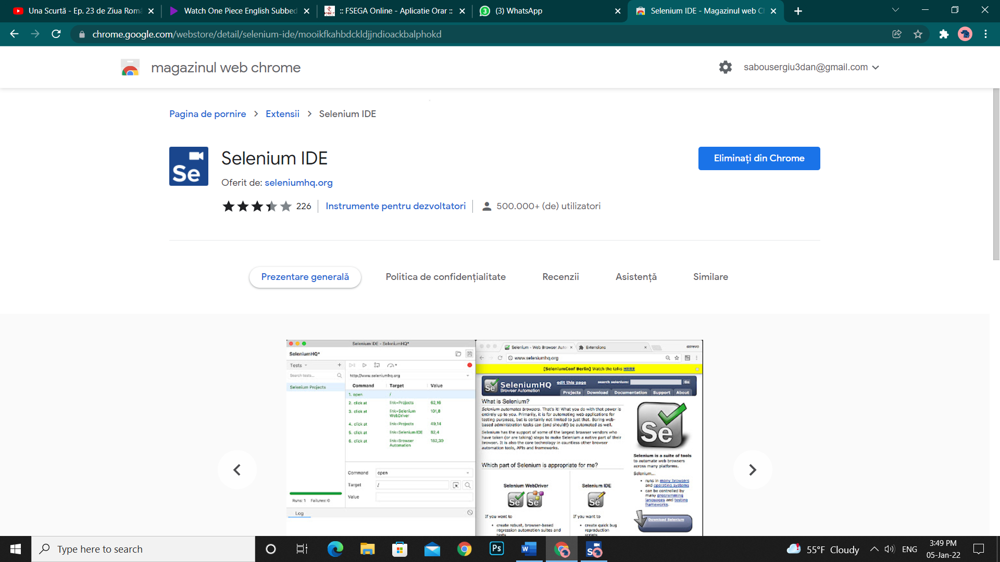 Una Scurtă - Ep. 23 de Ziua Româ
Watch One Piece English Subbed
:: FSEGA Online - Aplicatie Orar ::
(3) WhatsApp
Selenium IDE - Magazinul web C
chrome.google.com/webstore/detail/selenium-ide/mooikfkahbdckldjjndioackbalphokd
magazinul web chrome
sabousergiu3dan@gmail.com
Pagina de pornire > Extensii > Selenium IDE
Se
Selenium IDE
Eliminați din Chrome
Oferit de: seleniumhq.org
226
Instrumente pentru dezvoltatori
500.000+ (de) utilizatori
Prezentare generală
Politica de confidențialitate
Recenzii
Asistență
Similare
Selenium IDE - SeleniumHQ*
SeleniumHQ*
Tests
Search tests...
Selenium Projects
http://www.seleniumhq.org
Command Target Value
1. open /
2. click at link=Projects 62,16
3. click at link=Selenium WebDriver 101,8
4. click at link=Projects 49,14
5. click at link=Selenium IDE 82,4
6. click at link=Browser Automation 182,30
Command open
Target /
Value
Runs: 1 Failures: 0
Log
Selenium - Web Browser Auto
Extensions
www.seleniumhq.org
[SeleniumConf Berlin] Watch the talks HERE
SeleniumHQ
Browser Automation
edit this page
search selenium:
Go
Projects Download Documentation Support About
What is Selenium?
Selenium automates browsers. That's it! What you do with that power is
entirely up to you. Primarily, it is for automating web applications for
testing purposes, but is certainly not limited to just that. Boring web-
based administration tasks can (and should!) be automated as well.
Selenium has the support of some of the largest browser vendors who
have taken (or are taking) steps to make Selenium a native part of their
browser. It is also the core technology in countless other browser
automation tools, APIs and frameworks.
Which part of Selenium is appropriate for me?
Selenium WebDriver
Selenium IDE
If you want to
create robust, browser-based
regression automation suites and
tests
If you want to
create quick bug
reproduction
scripts
Se
Selenium is a suite of tools
to automate web browsers
across many platforms.
Selenium...
runs in many browsers
and operating systems
can be controlled by
many programming
languages and testing
frameworks.
Download Selenium
Type here to search
Ps
55°F Cloudy
ENG
3:49 PM
05-Jan-22